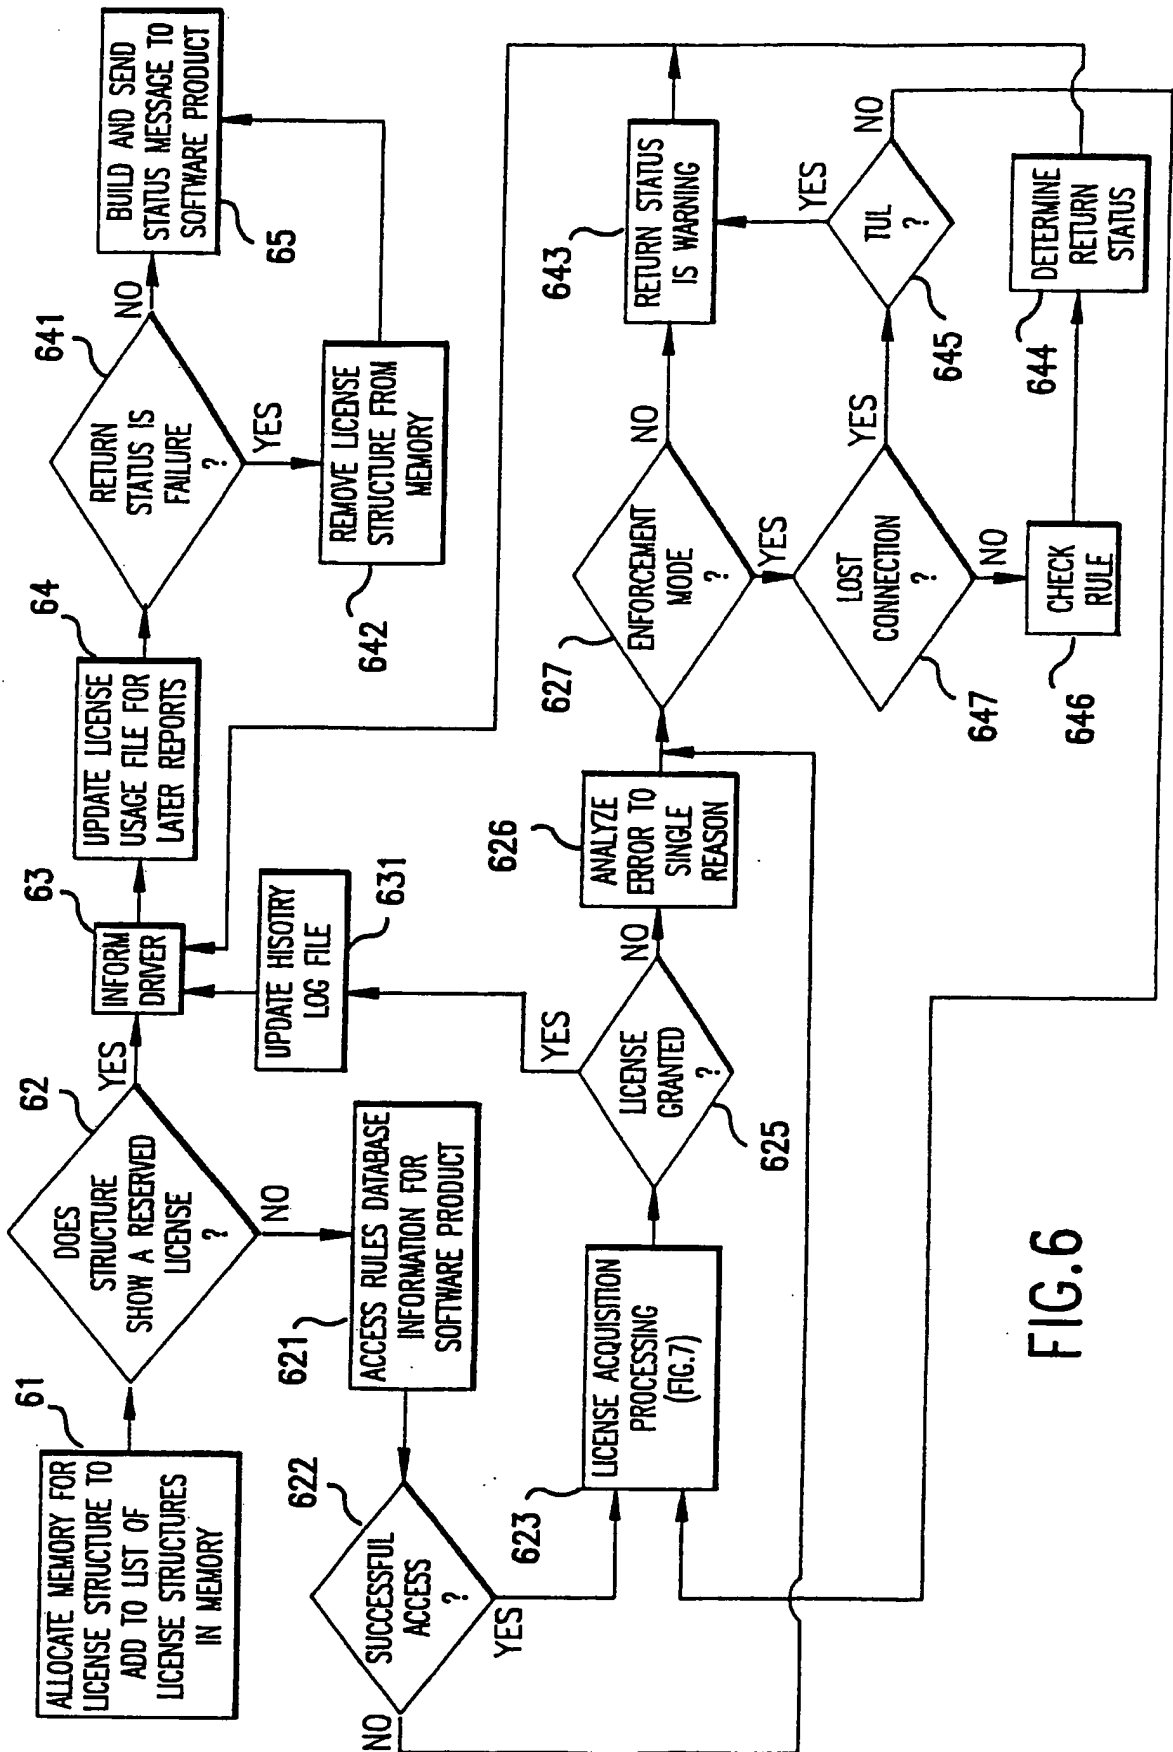 61
ALLOCATE MEMORY FOR
LICENSE STRUCTURE TO
ADD TO LIST OF
LICENSE STRUCTURES
IN MEMORY
62
DOES
STRUCTURE
SHOW A RESERVED
LICENSE
?
YES
NO
63
INFORM
DRIVER
64
UPDATE LICENSE
USAGE FILE FOR
LATER REPORTS
641
RETURN
STATUS IS
FAILURE
?
NO
YES
BUILD AND SEND
STATUS MESSAGE TO
SOFTWARE PRODUCT
65
642
REMOVE LICENSE
STRUCTURE FROM
MEMORY
621
ACCESS RULES DATABASE
INFORMATION FOR
SOFTWARE PRODUCT
631
UPDATE HISOTRY
LOG FILE
622
SUCCESSFUL
ACCESS
?
NO
YES
623
LICENSE ACQUISITION
PROCESSING
(FIG.7)
625
LICENSE
GRANTED
?
YES
NO
626
ANALYZE
ERROR TO
SINGLE
REASON
627
ENFORCEMENT
MODE
?
NO
YES
643
RETURN STATUS
IS WARNING
647
LOST
CONNECTION
?
YES
NO
645
TUL
?
YES
NO
646
CHECK
RULE
644
DETERMINE
RETURN
STATUS
FIG.6